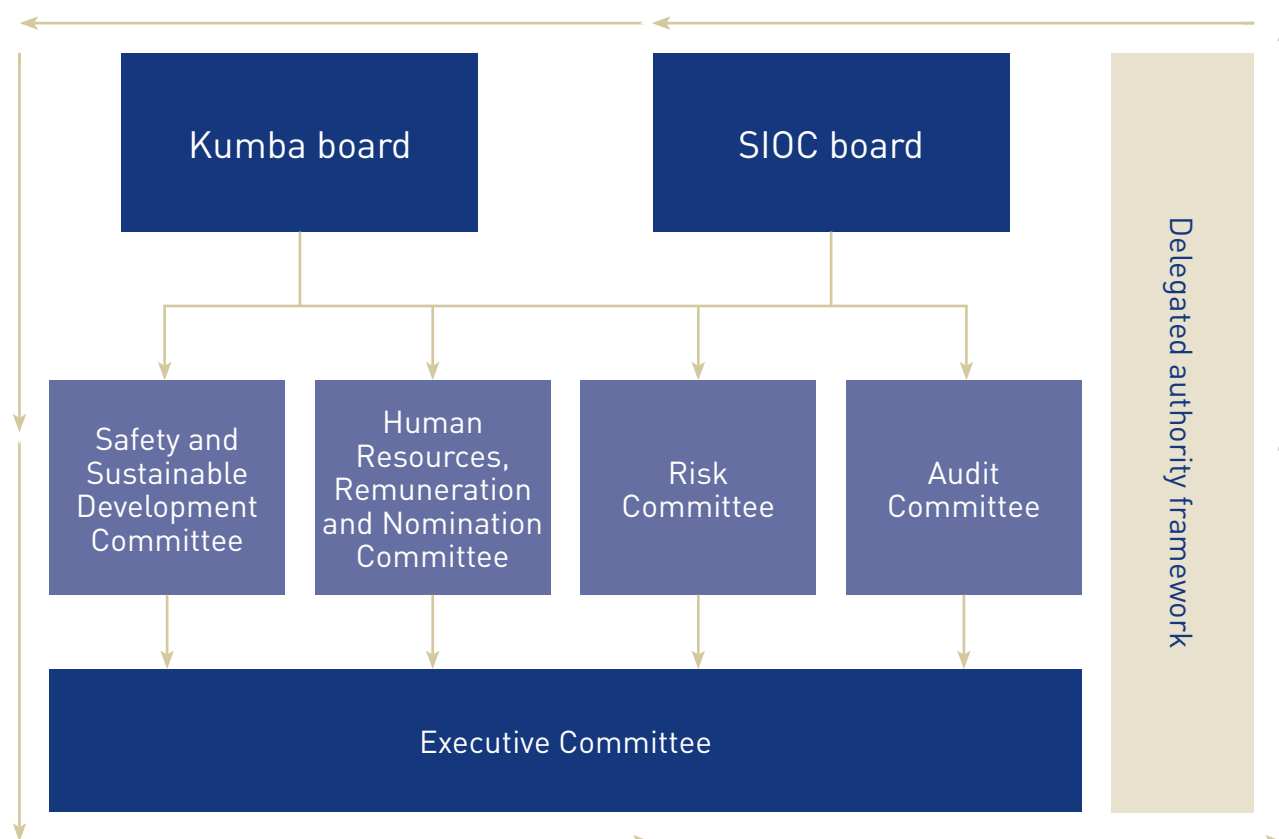 Kumba board
SIOC board
Safety and
Sustainable
Development
Committee
Human
Resources,
Remuneration
and Nomination
Committee
Risk
Committee
Audit
Committee
Executive Committee
Delegated authority framework